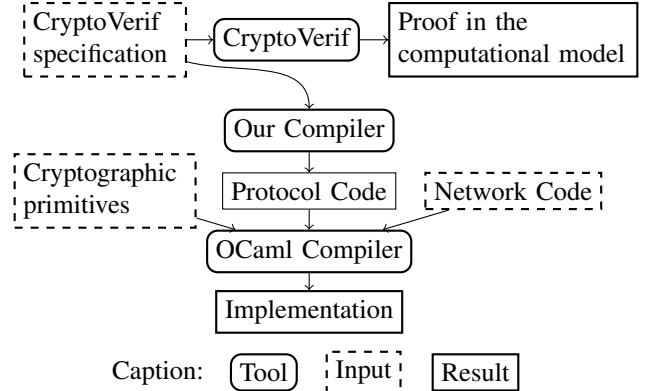 CryptoVerif
specification
CryptoVerif
Proof in the
computational model
Our Compiler
Cryptographic
primitives
Protocol Code
Network Code
OCaml Compiler
Implementation
Caption: Tool Input Result